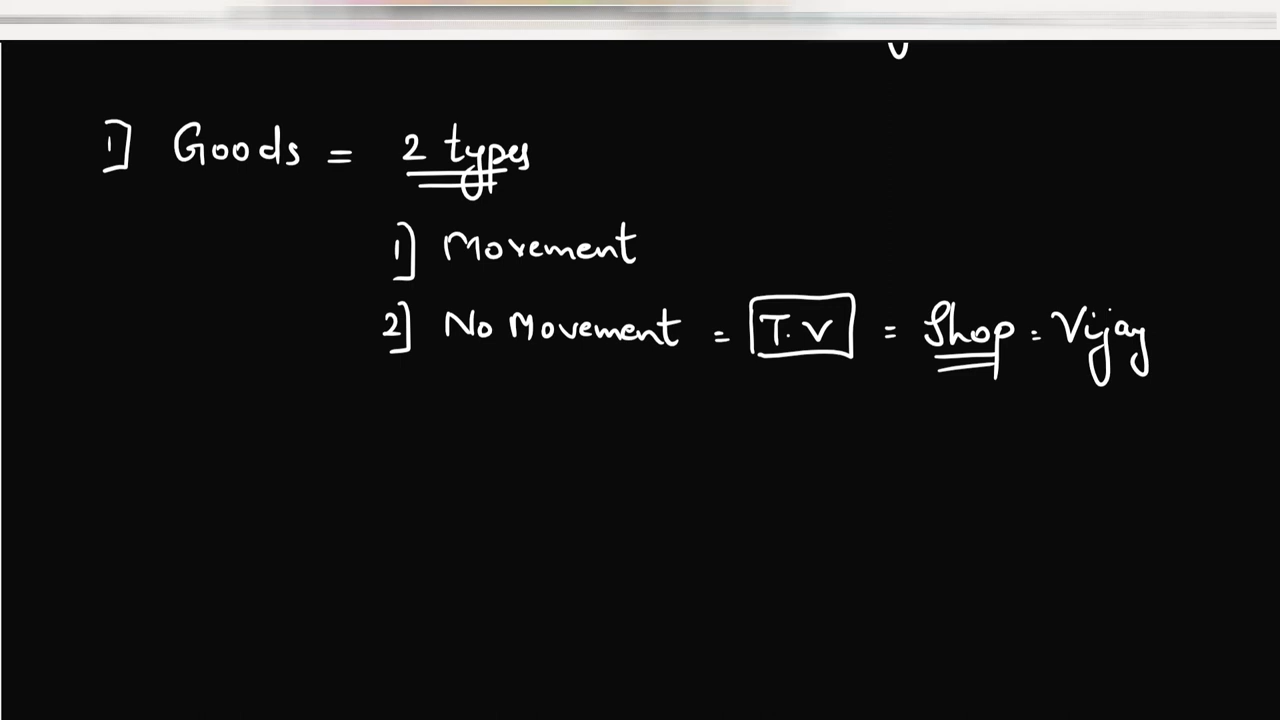 1] Goods = 2 types
1] Movement
2] No Movement = T.V = Shop = Vijay